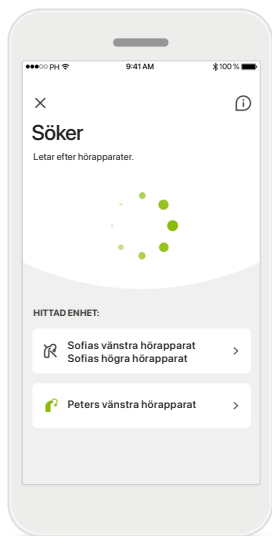 PH 9:41 AM 100 %
Söker
Letar efter hörapparater.
HITTAD ENHET:
Sofias vänstra hörapparat
Sofias högra hörapparat
Peters vänstra hörapparat